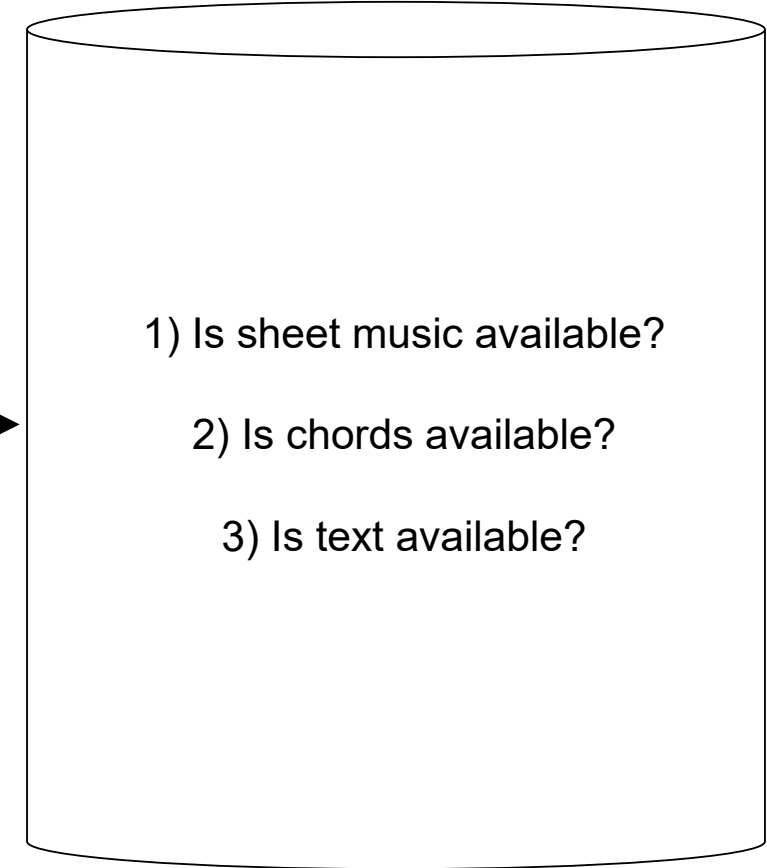 1) Is sheet music available?
2) Is chords available?
3) Is text available?